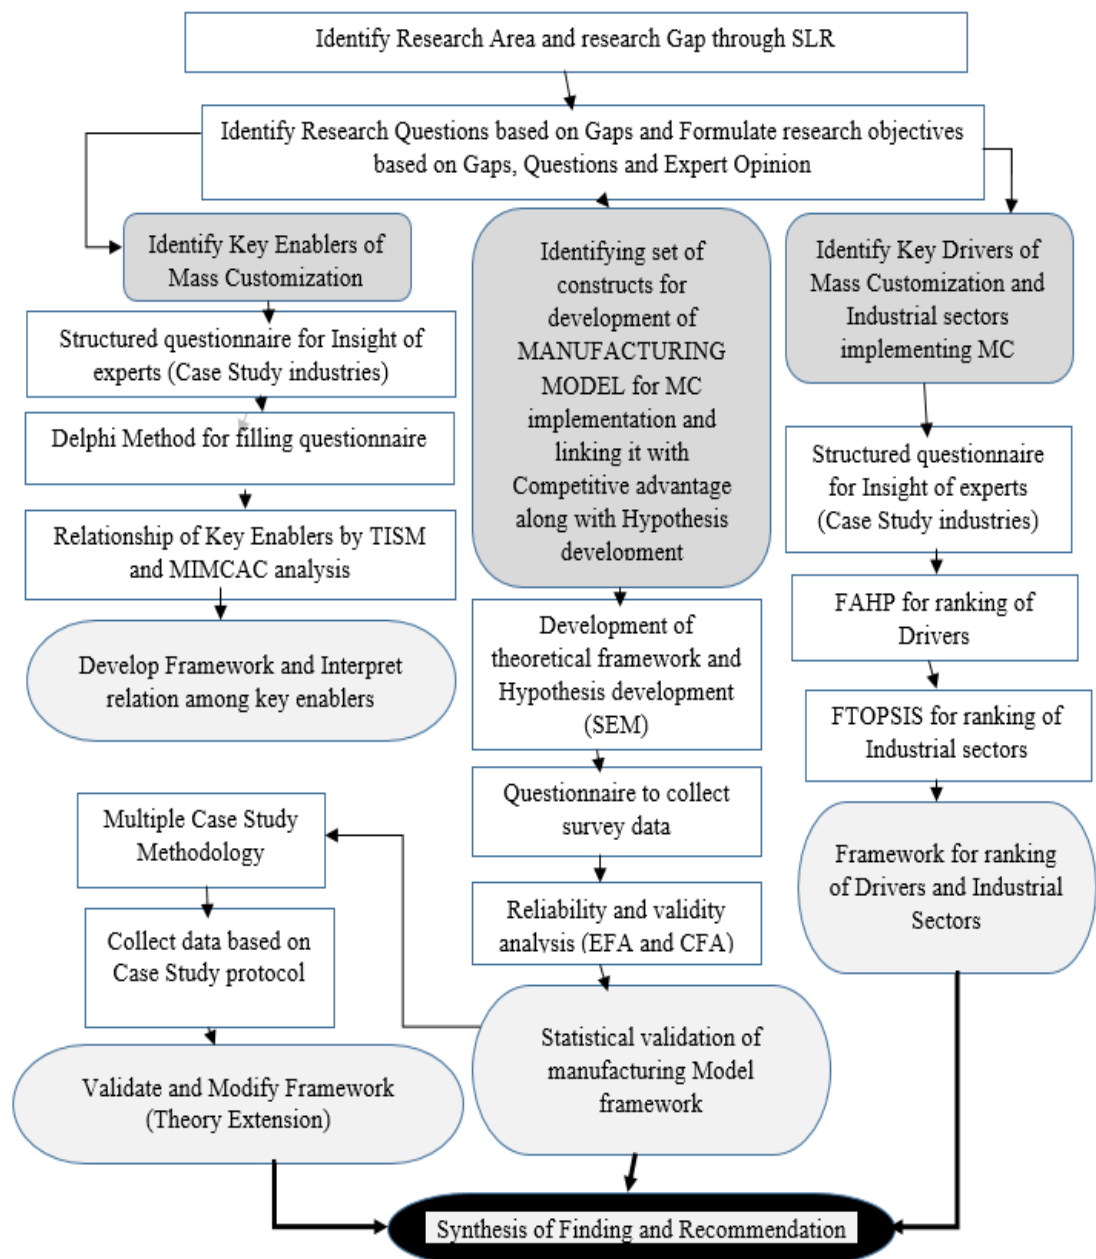 Identify Research Area and research Gap through SLR
Identify Research Questions based on Gaps and Formulate research objectives
based on Gaps, Questions and Expert Opinion
Identify Key Enablers of
Mass Customization
Structured questionnaire for Insight of
experts (Case Study industries)
Delphi Method for filling questionnaire
Relationship of Key Enablers by TISM
and MIMCAC analysis
Develop Framework and Interpret
relation among key enablers
Identifying set of
constructs for
development of
MANUFACTURING
MODEL for MC
implementation and
linking it with
Competitive advantage
along with Hypothesis
development
Development of
theoretical framework and
Hypothesis development
(SEM)
Questionnaire to collect
survey data
Reliability and validity
analysis (EFA and CFA)
Statistical validation of
manufacturing Model
framework
Multiple Case Study
Methodology
Collect data based on
Case Study protocol
Validate and Modify Framework
(Theory Extension)
Identify Key Drivers of
Mass Customization and
Industrial sectors
implementing MC
Structured questionnaire
for Insight of experts
(Case Study industries)
FAHP for ranking of
Drivers
FTOPSIS for ranking of
Industrial sectors
Framework for ranking
of Drivers and Industrial
Sectors
Synthesis of Finding and Recommendation